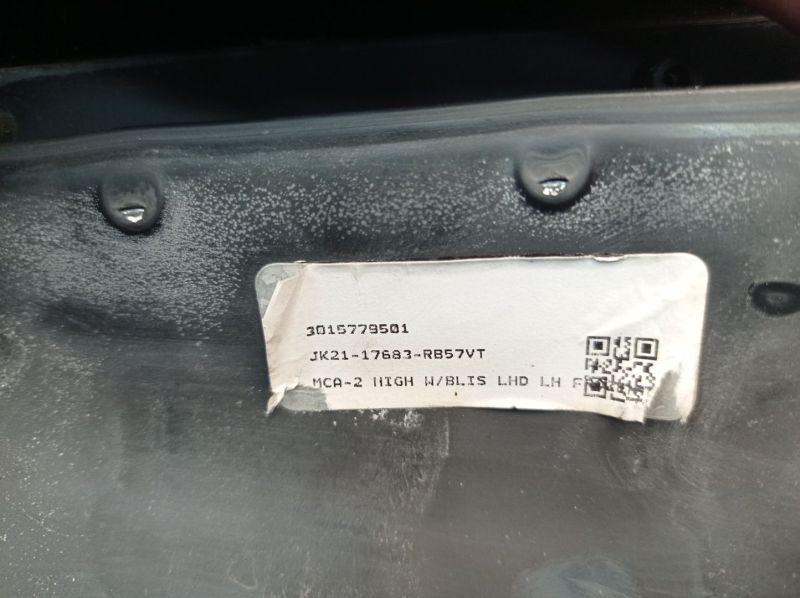 3015779501
JK21-17683-RB57VT
MCA-2 HIGH W/BLIS LHD LH